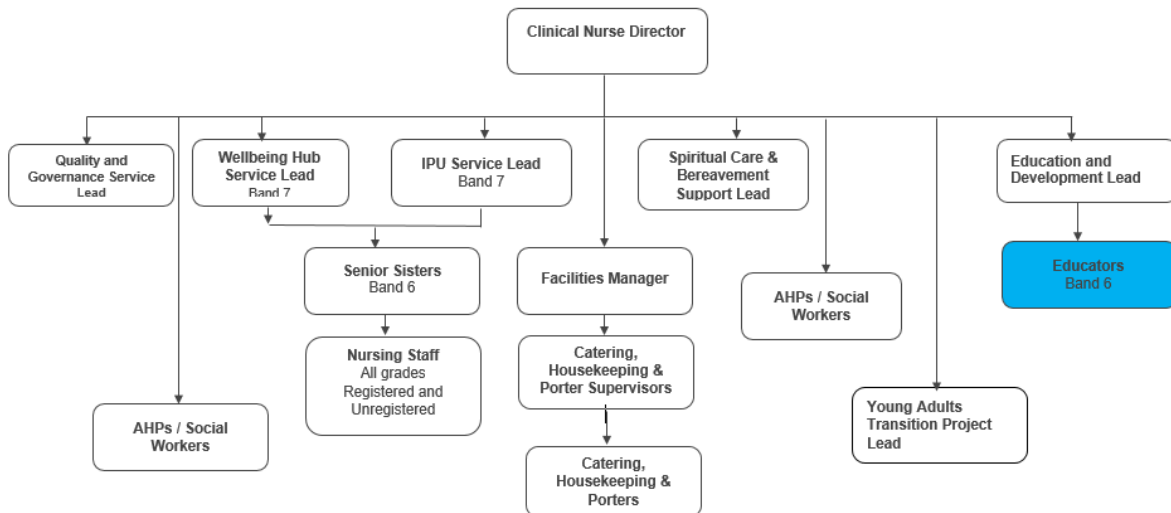 Clinical Nurse Director
Quality and
Governance Service
Lead
Wellbeing Hub
Service Lead
Band 7
IPU Service Lead
Band 7
Spiritual Care &
Bereavement
Support Lead
Education and
Development Lead
Senior Sisters
Band 6
Facilities Manager
AHPs / Social
Workers
Educators
Band 6
Nursing Staff
All grades
Registered and
Unregistered
Catering,
Housekeeping &
Porter Supervisors
AHPs / Social
Workers
Young Adults
Transition Project
Lead
Catering,
Housekeeping &
Porters